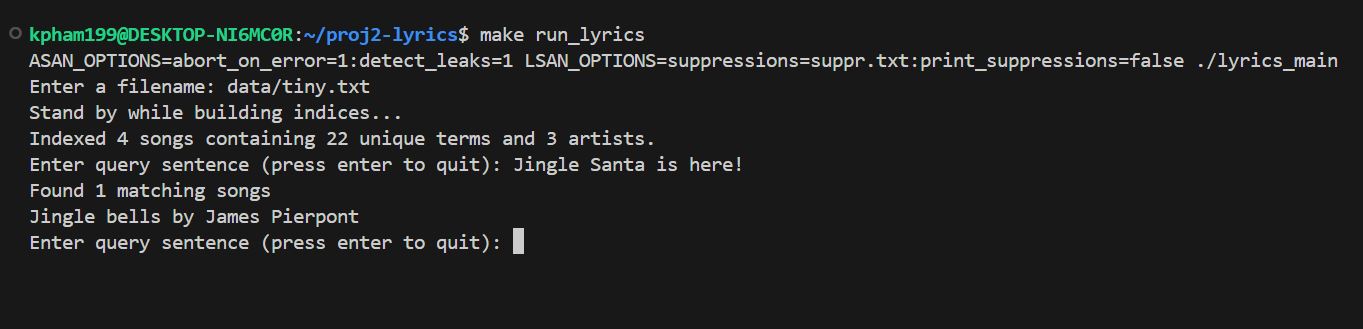 kpham199@DESKTOP-NI6MC0R:~/proj2-lyrics$ make run_lyrics
ASAN_OPTIONS=abort_on_error=1:detect_leaks=1 LSAN_OPTIONS=suppressions=suppr.txt:print_suppressions=false ./lyrics_main
Enter a filename: data/tiny.txt
Stand by while building indices...
Indexed 4 songs containing 22 unique terms and 3 artists.
Enter query sentence (press enter to quit): Jingle Santa is here!
Found 1 matching songs
Jingle bells by James Pierpont
Enter query sentence (press enter to quit):